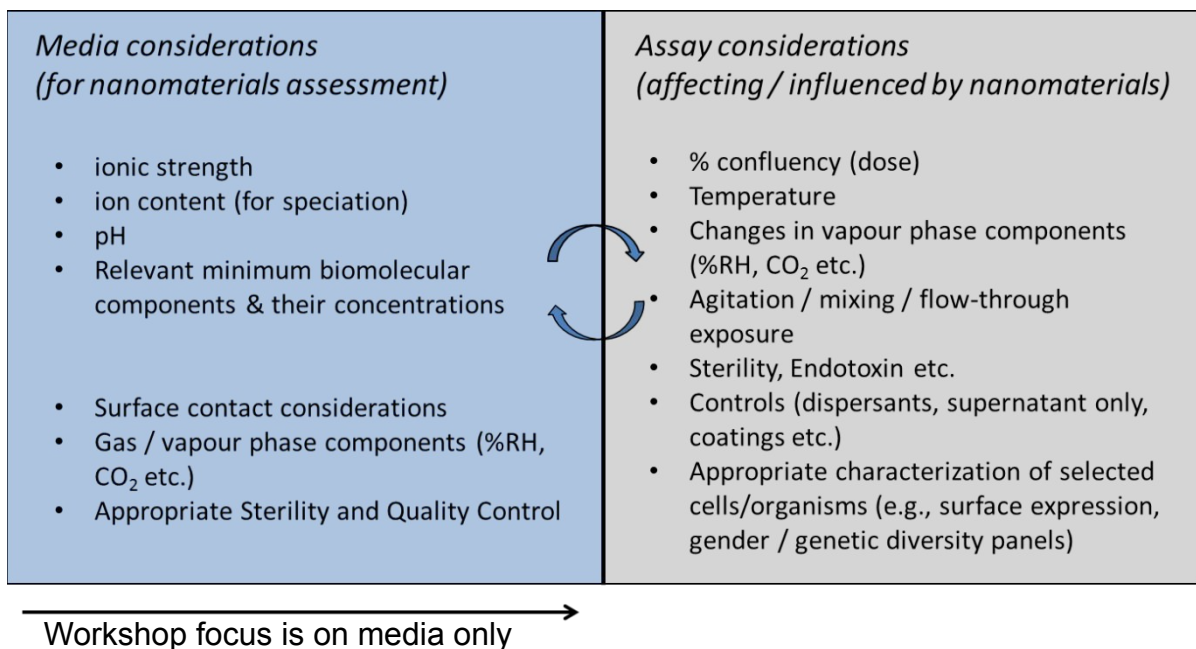 Media considerations
(for nanomaterials assessment)
• ionic strength
• ion content (for speciation)
• pH
• Relevant minimum biomolecular
components & their concentrations
• Surface contact considerations
• Gas / vapour phase components (%RH,
CO₂ etc.)
• Appropriate Sterility and Quality Control
Assay considerations
(affecting / influenced by nanomaterials)
• % confluency (dose)
• Temperature
• Changes in vapour phase components
(%RH, CO₂ etc.)
• Agitation / mixing / flow-through
exposure
• Sterility, Endotoxin etc.
• Controls (dispersants, supernatant only,
coatings etc.)
• Appropriate characterization of selected
cells/organisms (e.g., surface expression,
gender / genetic diversity panels)
Workshop focus is on media only